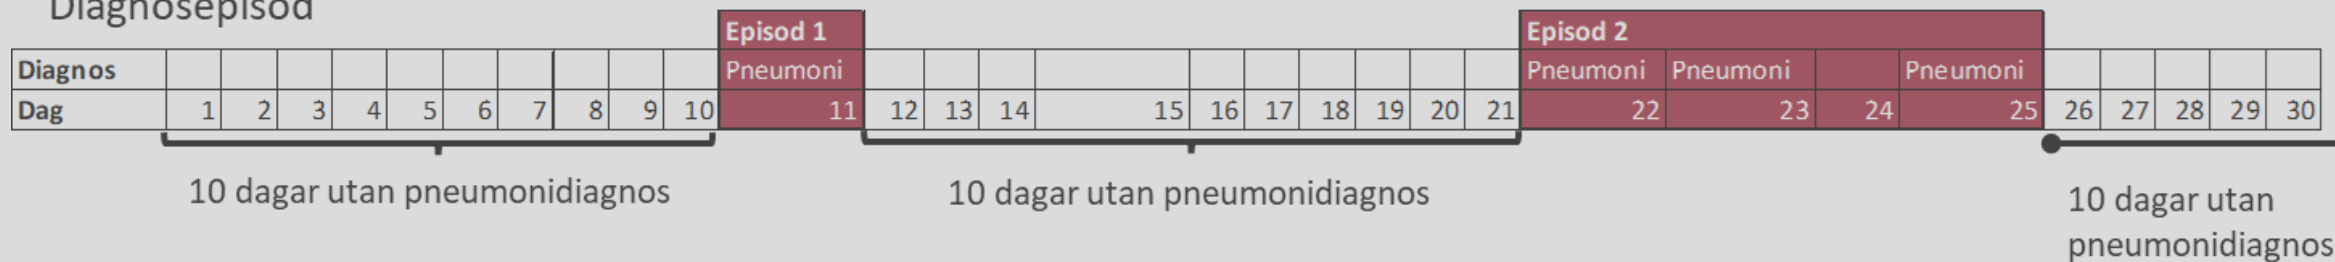 Diagnosepisod
Episod 1 Episod 2
Diagnos Pneumoni Pneumoni Pneumoni Pneumoni
Dag 1 2 3 4 5 6 7 8 9 10 11 12 13 14 15 16 17 18 19 20 21 22 23 24 25 26 27 28 29 30
10 dagar utan pneumonidiagnos 10 dagar utan pneumonidiagnos 10 dagar utan
pneumonidiagnos